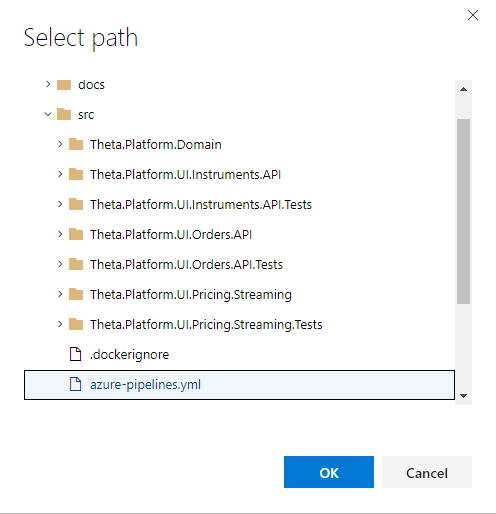 Select path
docs
src
Theta.Platform.Domain
Theta.Platform.UI.Instruments.API
Theta.Platform.UI.Instruments.API.Tests
Theta.Platform.UI.Orders.API
Theta.Platform.UI.Orders.API.Tests
Theta.Platform.UI.Pricing.Streaming
Theta.Platform.UI.Pricing.Streaming.Tests
.dockerignore
azure-pipelines.yml
OK Cancel